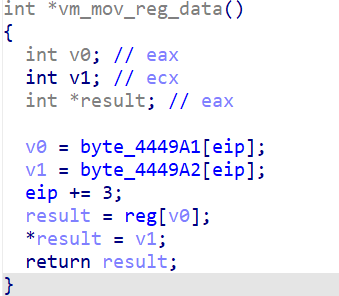 int *vm_mov_reg_data()
{
  int v0; // eax
  int v1; // ecx
  int *result; // eax

  v0 = byte_4449A1[eip];
  v1 = byte_4449A2[eip];
  eip += 3;
  result = reg[v0];
  *result = v1;
  return result;
}